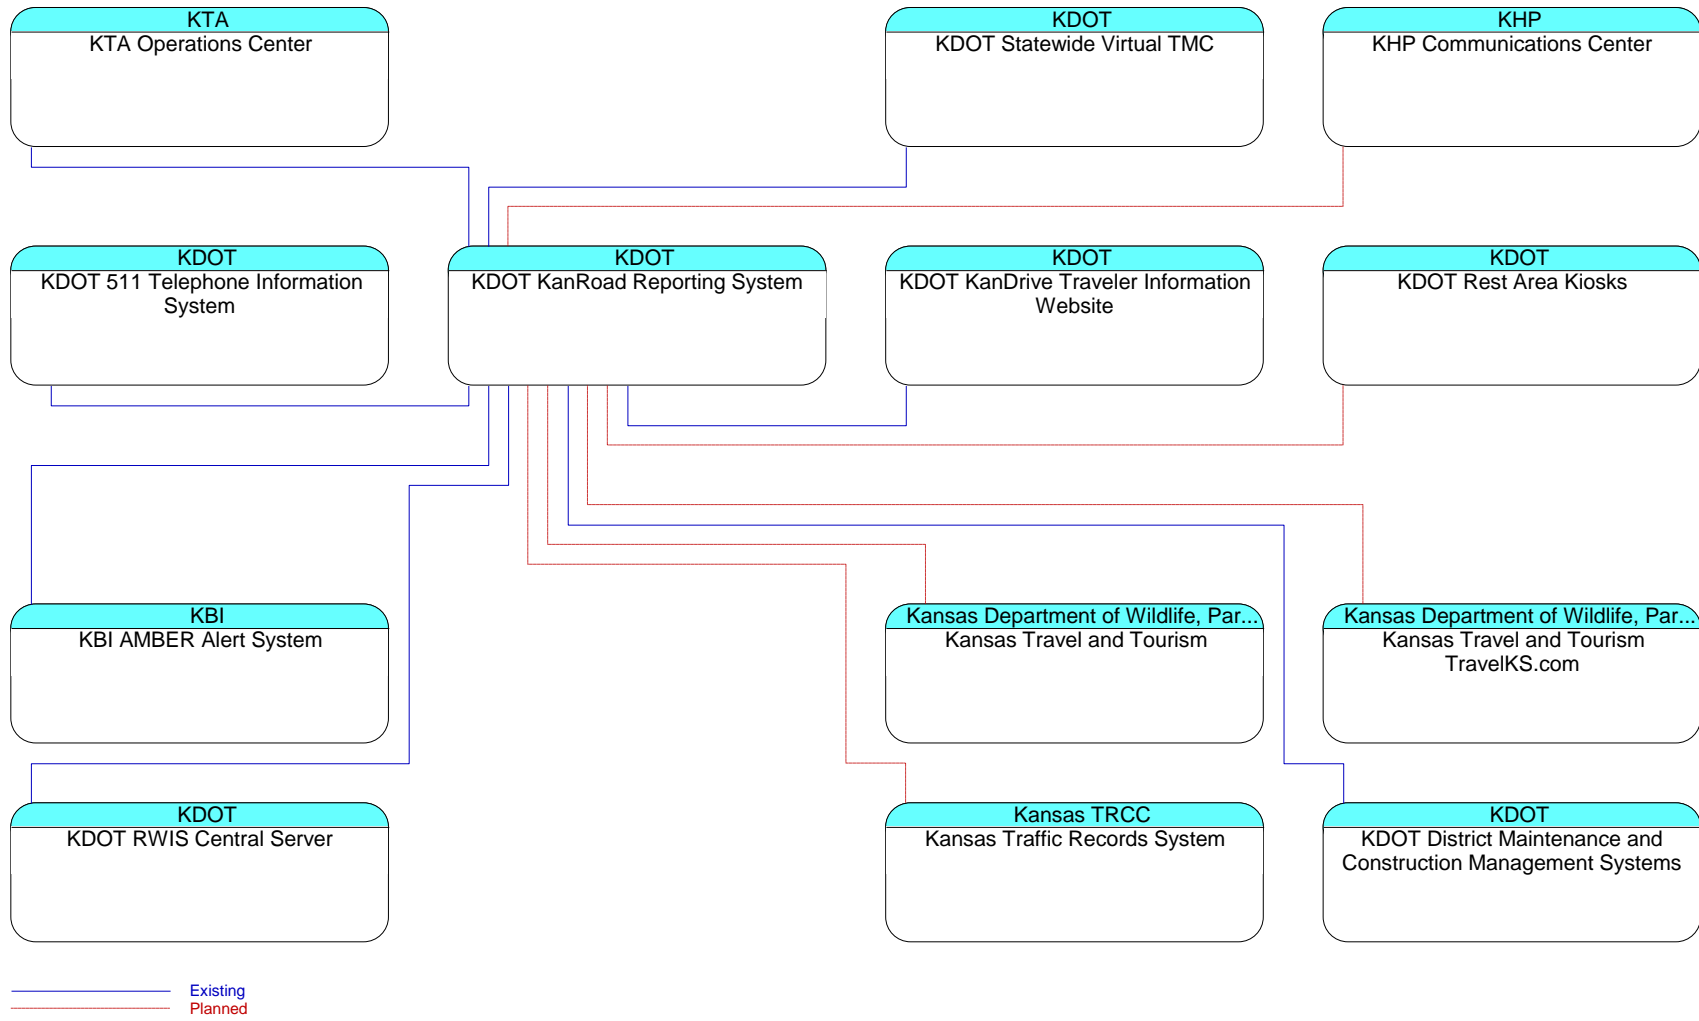 KTA
KTA Operations Center
KDOT
KDOT Statewide Virtual TMC
KHP
KHP Communications Center
KDOT
KDOT 511 Telephone Information
System
KDOT
KDOT KanRoad Reporting System
KDOT
KDOT KanDrive Traveler Information
Website
KDOT
KDOT Rest Area Kiosks
KBI
KBI AMBER Alert System
Kansas Department of Wildlife, Par...
Kansas Travel and Tourism
Kansas Department of Wildlife, Par...
Kansas Travel and Tourism
TravelKS.com
KDOT
KDOT RWIS Central Server
Kansas TRCC
Kansas Traffic Records System
KDOT
KDOT District Maintenance and
Construction Management Systems
Existing
Planned